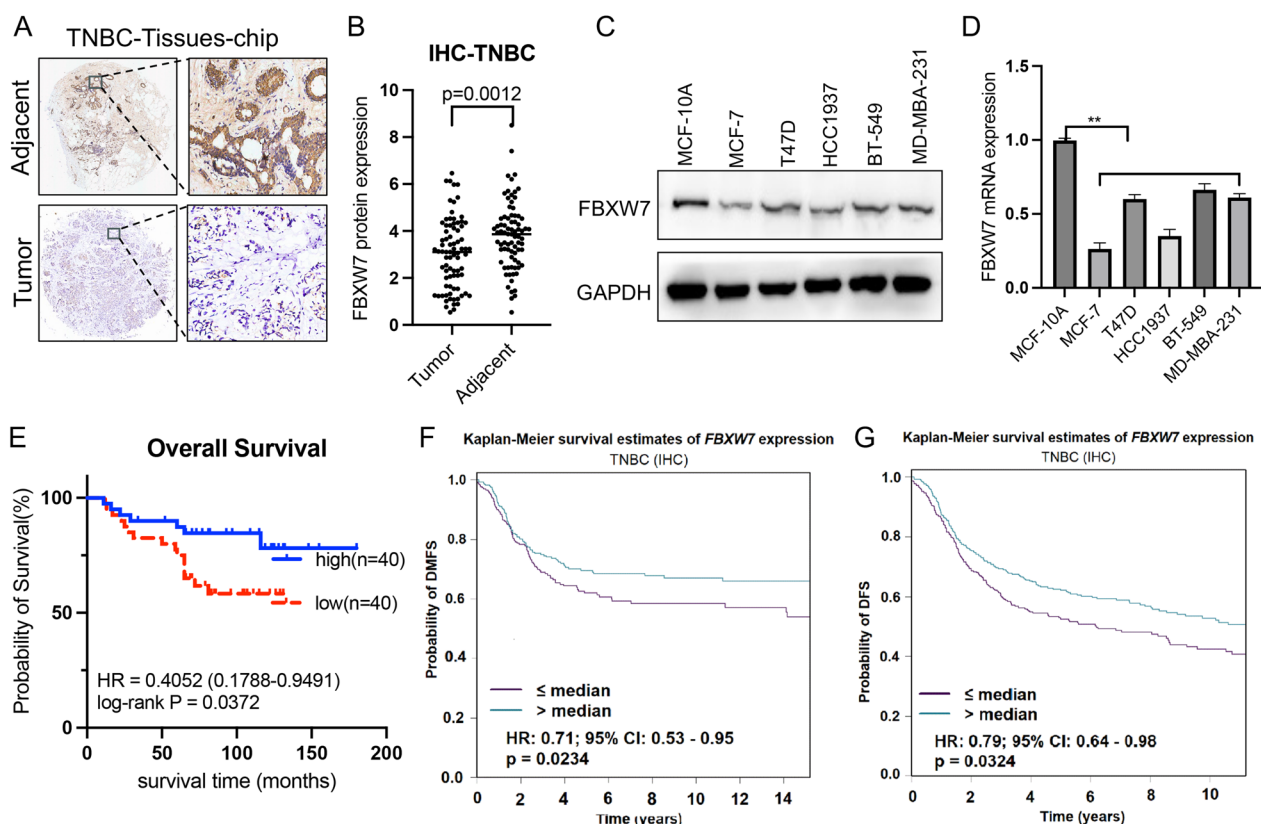 A
TNBC-Tissues-chip
Adjacent
Tumor
B
IHC-TNBC
p=0.0012
FBXW7 protein expression
10
8
6
4
2
0
Tumor
Adjacent
C
MCF-10A
MCF-7
T47D
HCC1937
BT-549
MD-MBA-231
FBXW7
GAPDH
D
FBXW7 mRNA expression
1.5
1.0
0.5
0.0
**
MCF-10A
MCF-7
T47D
HCC1937
BT-549
MD-MBA-231
E
Overall Survival
Probability of Survival(%)
100
50
0
high(n=40)
low(n=40)
HR = 0.4052 (0.1788-0.9491)
log-rank P = 0.0372
0 50 100 150 200
survival time (months)
F
Kaplan-Meier survival estimates of FBXW7 expression
TNBC (IHC)
Probability of DMFS
1.0
0.8
0.6
0.4
0.2
0.0
≤ median
> median
HR: 0.71; 95% CI: 0.53 - 0.95
p = 0.0234
0 2 4 6 8 10 12 14
Time (years)
G
Kaplan-Meier survival estimates of FBXW7 expression
TNBC (IHC)
Probability of DFS
1.0
0.8
0.6
0.4
0.2
0.0
≤ median
> median
HR: 0.79; 95% CI: 0.64 - 0.98
p = 0.0324
0 2 4 6 8 10
Time (years)